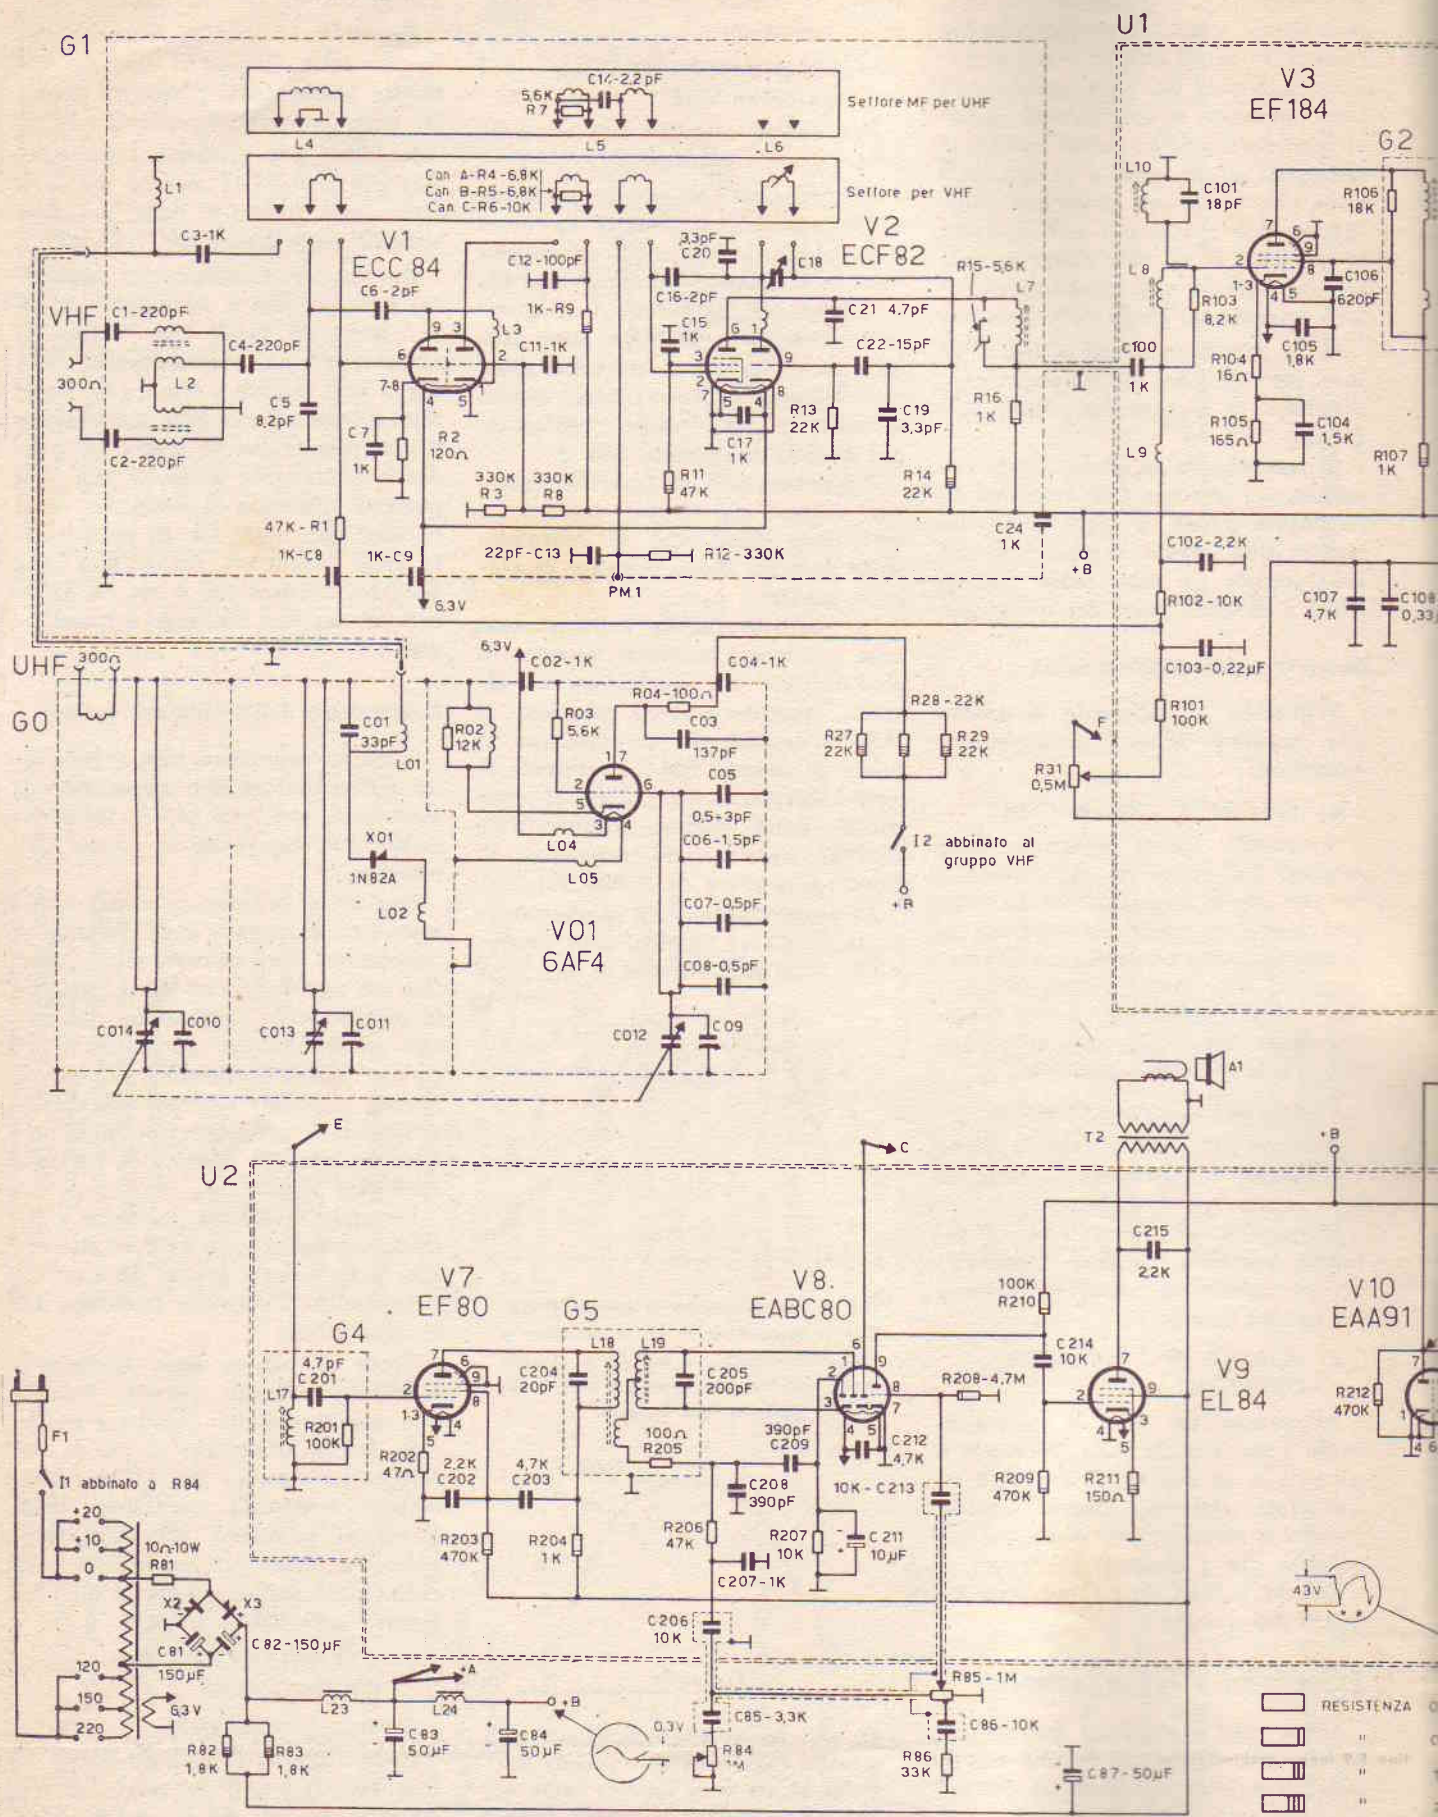 G1
U1
V3
EF184
G2
C14-2,2pF
5,6K
R7
Settore MF per UHF
L4
L5
L6
Can A-R4-6,8K
Can B-R5-6,8K
Can C-R6-10K
Settore per VHF
L1
C3-1K
V1
ECC 84
C12-100pF
1K-R9
3,3pF
C20
C18
V2
ECF82
C16-2pF
R15-5,6K
L7
L10
C101
18pF
R106
18K
L8
R103
8,2K
C106
620pF
C105
1,8K
VHF
C1-220pF
C6-2pF
L3
C11-1K
C15
1K
C21 4,7pF
C22-15pF
C4-220pF
300Ω
L2
C5
8,2pF
C2-220pF
C7
1K
R2
120Ω
C17
1K
R13
22K
C19
3,3pF
R16
1K
C100
1K
R104
16Ω
R105
165Ω
C104
1,5K
R107
1K
L9
330K
R3
330K
R8
R11
47K
R14
22K
47K-R1
1K-C8
1K-C9
22pF-C13
R12-330K
PM1
6,3V
C24
1K
+B
C102-2,2K
R102-10K
C103-0,22µF
R101
100K
C107
4,7K
C108
UHF
300Ω
G0
6,3V
C02-1K
C04-1K
R04-100Ω
R28-22K
C01
33pF
L01
R02
12K
R03
5,6K
C03
137pF
R27
22K
R29
22K
F
R31
0,5M
C05
0,5÷3pF
C06-1,5pF
X01
1N82A
L02
L04
L05
C07-0,5pF
C08-0,5pF
V01
6AF4
I2 abbinato al
gruppo VHF
+B
C014
C010
C013
C011
C012
C09
A1
T2
E
C
+B
U2
C215
2,2K
V7
EF80
G5
V8
EABC80
100K
R210
V10
EAA91
G4
4,7pF
C201
L17
R201
100K
L18
L19
C204
20pF
C205
200pF
R208-4,7M
C214
10K
V9
EL84
R212
470K
F1
I1 abbinato a R84
R202
47Ω
2,2K
C202
4,7K
C203
100Ω
R205
390pF
C209
C208
390pF
C212
4,7K
10K-C213
R209
470K
R211
150Ω
+20
+10
0
10Ω-10W
R81
R203
470K
R204
1K
R206
47K
C207-1K
R207
10K
C211
10µF
43V
X2
X3
C81
150µF
C82-150µF
C206
10K
120
150
220
6,3V
L23
+A
L24
+B
C83
50µF
C84
50µF
0,3V
C85-3,3K
R85-1M
C86-10K
R84
1M
R86
33K
R82
1,8K
R83
1,8K
C87-50µF
RESISTENZA
"
"
"